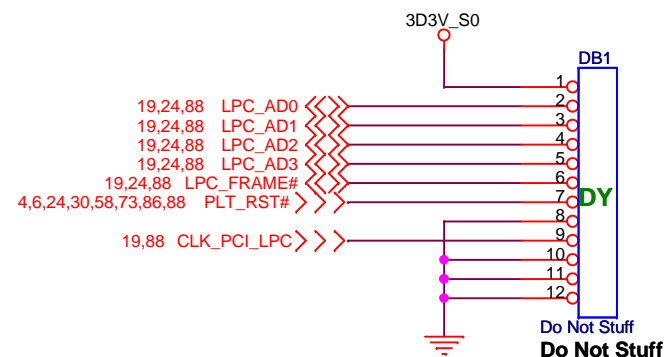 3D3V_S0
DB1
1
19,24,88 LPC_AD0 2
19,24,88 LPC_AD1 3
19,24,88 LPC_AD2 4
19,24,88 LPC_AD3 5
19,24,88 LPC_FRAME# 6
4,6,24,30,58,73,86,88 PLT_RST# 7
DY
8
19,88 CLK_PCI_LPC 9
10
11
12
Do Not Stuff
Do Not Stuff